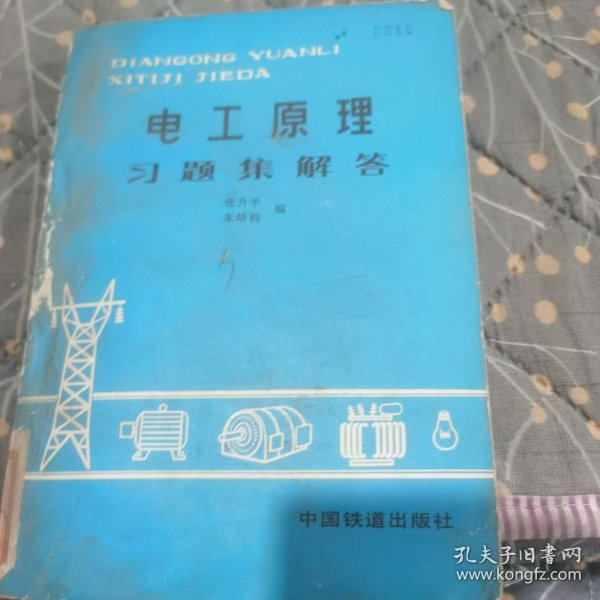 5215
DIANGONG YUANLI
XITIJI JIEDA
电工原理
习题集解答
张升平
朱培钧 编
中国铁道出版社
孔夫子旧书网
www.kongfz.com